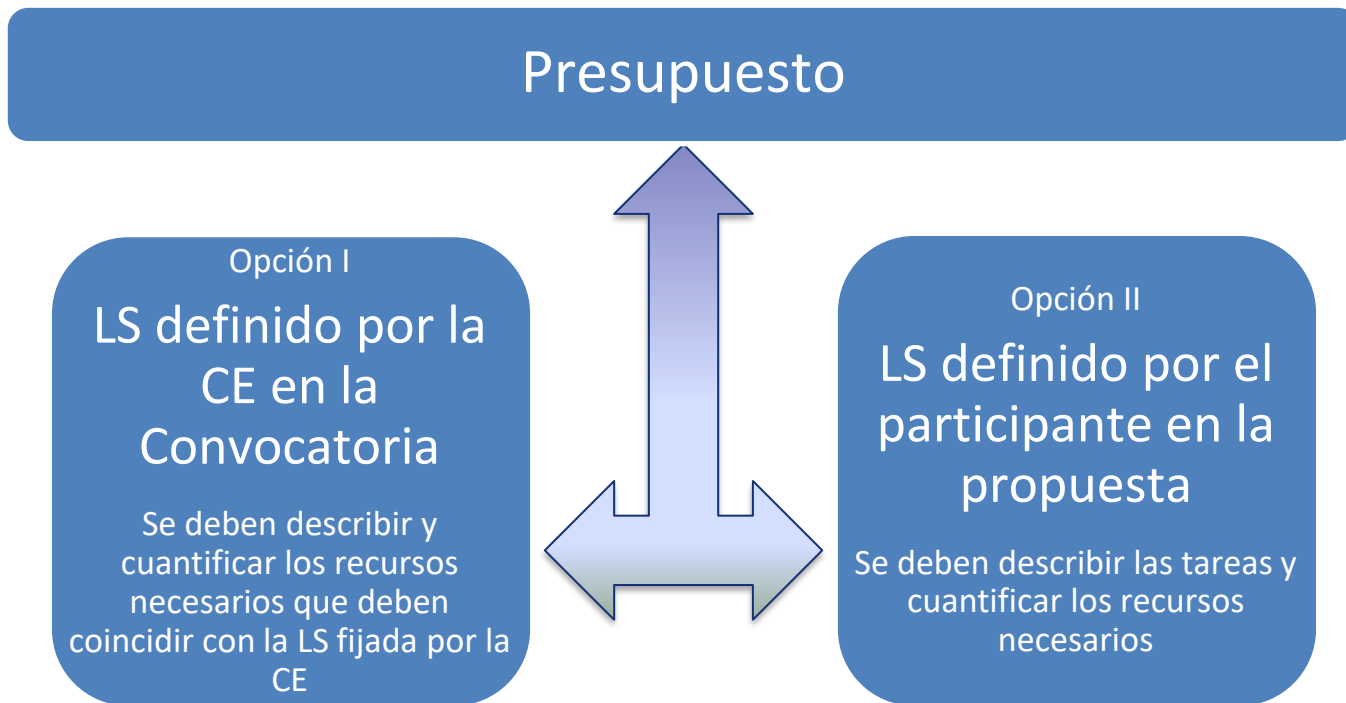 Presupuesto
Opción I
LS definido por la
CE en la
Convocatoria
Se deben describir y
cuantificar los recursos
necesarios que deben
coincidir con la LS fijada por la
CE
Opción II
LS definido por el
participante en la
propuesta
Se deben describir las tareas y
cuantificar los recursos
necesarios